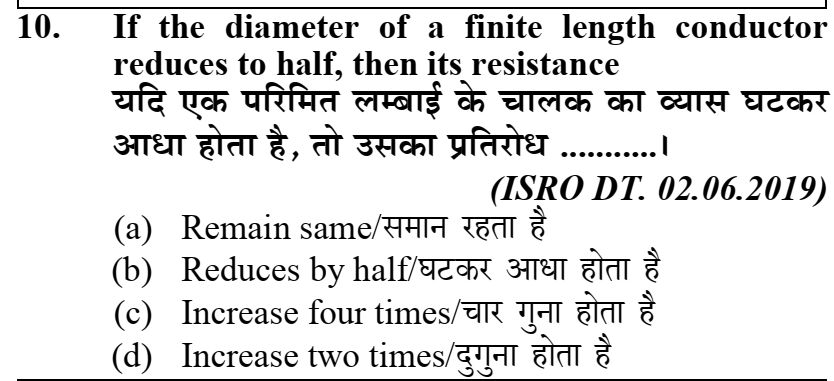 10. If the diameter of a finite length conductor
reduces to half, then its resistance
यदि एक परिमित लम्बाई के चालक का व्यास घटकर
आधा होता है, तो उसका प्रतिरोध ...........।
(ISRO DT. 02.06.2019)
(a) Remain same/समान रहता है
(b) Reduces by half/घटकर आधा होता है
(c) Increase four times/चार गुना होता है
(d) Increase two times/दुगुना होता है